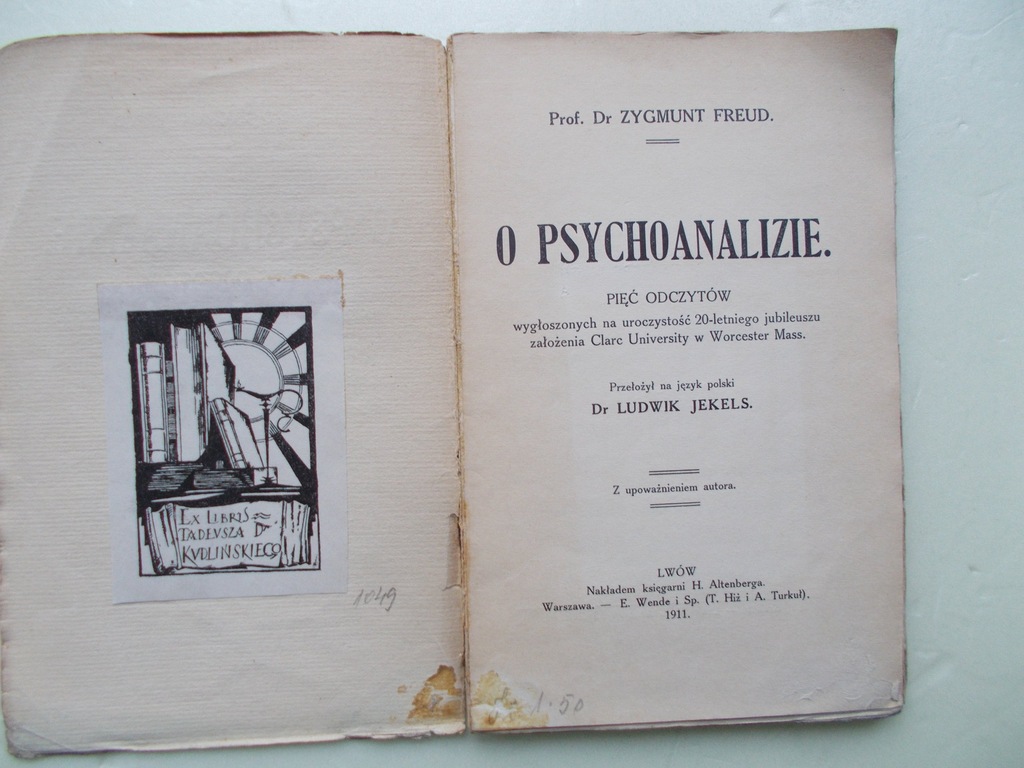 EX LIBRIS
TADEUSZA Dr
KUDLIŃSKIEGO
1049
Prof. Dr ZYGMUNT FREUD.
O PSYCHOANALIZIE.
PIĘĆ ODCZYTÓW
wygłoszonych na uroczystość 20-letniego jubileuszu
założenia Clarc University w Worcester Mass.
Przełożył na język polski
Dr LUDWIK JEKELS.
Z upoważnieniem autora.
LWÓW
Nakładem księgarni H. Altenberga.
Warszawa. — E. Wende i Sp. (T. Hiż i A. Turkuł).
1911.
1·50